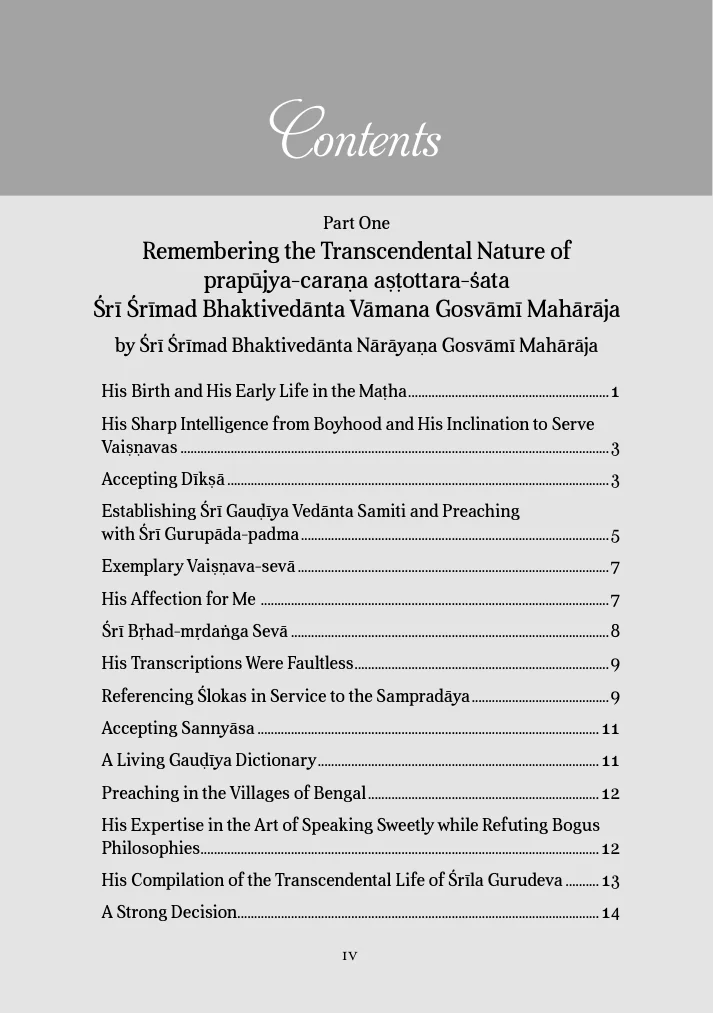 Contents
Part One
Remembering the Transcendental Nature of
prapūjya-caraṇa aṣṭottara-śata
Śrī Śrīmad Bhaktivedānta Vāmana Gosvāmī Mahārāja
by Śrī Śrīmad Bhaktivedānta Nārāyaṇa Gosvāmī Mahārāja
His Birth and His Early Life in the Maṭha 1
His Sharp Intelligence from Boyhood and His Inclination to Serve
Vaiṣṇavas 3
Accepting Dīkṣā 3
Establishing Śrī Gauḍīya Vedānta Samiti and Preaching
with Śrī Gurupāda-padma 5
Exemplary Vaiṣṇava-sevā 7
His Affection for Me 7
Śrī Bṛhad-mṛdaṅga Sevā 8
His Transcriptions Were Faultless 9
Referencing Ślokas in Service to the Sampradāya 9
Accepting Sannyāsa 11
A Living Gauḍīya Dictionary 11
Preaching in the Villages of Bengal 12
His Expertise in the Art of Speaking Sweetly while Refuting Bogus
Philosophies 12
His Compilation of the Transcendental Life of Śrīla Gurudeva 13
A Strong Decision 14
IV